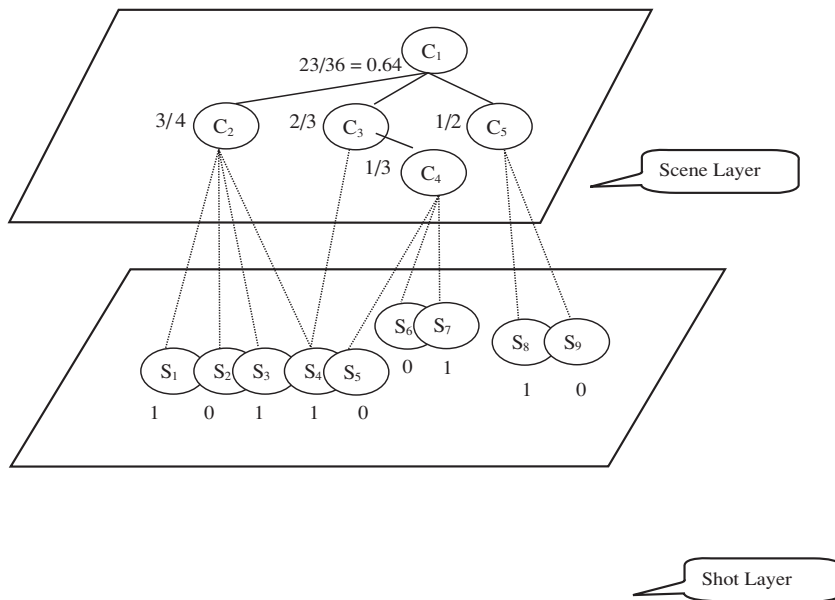 C₁
23/36 = 0.64
3/4 C₂ 2/3 C₃ 1/2 C₅
1/3 C₄
Scene Layer
S₆ S₇
0 1
S₈ S₉
1 0
S₁ S₂ S₃ S₄ S₅
1 0 1 1 0
Shot Layer